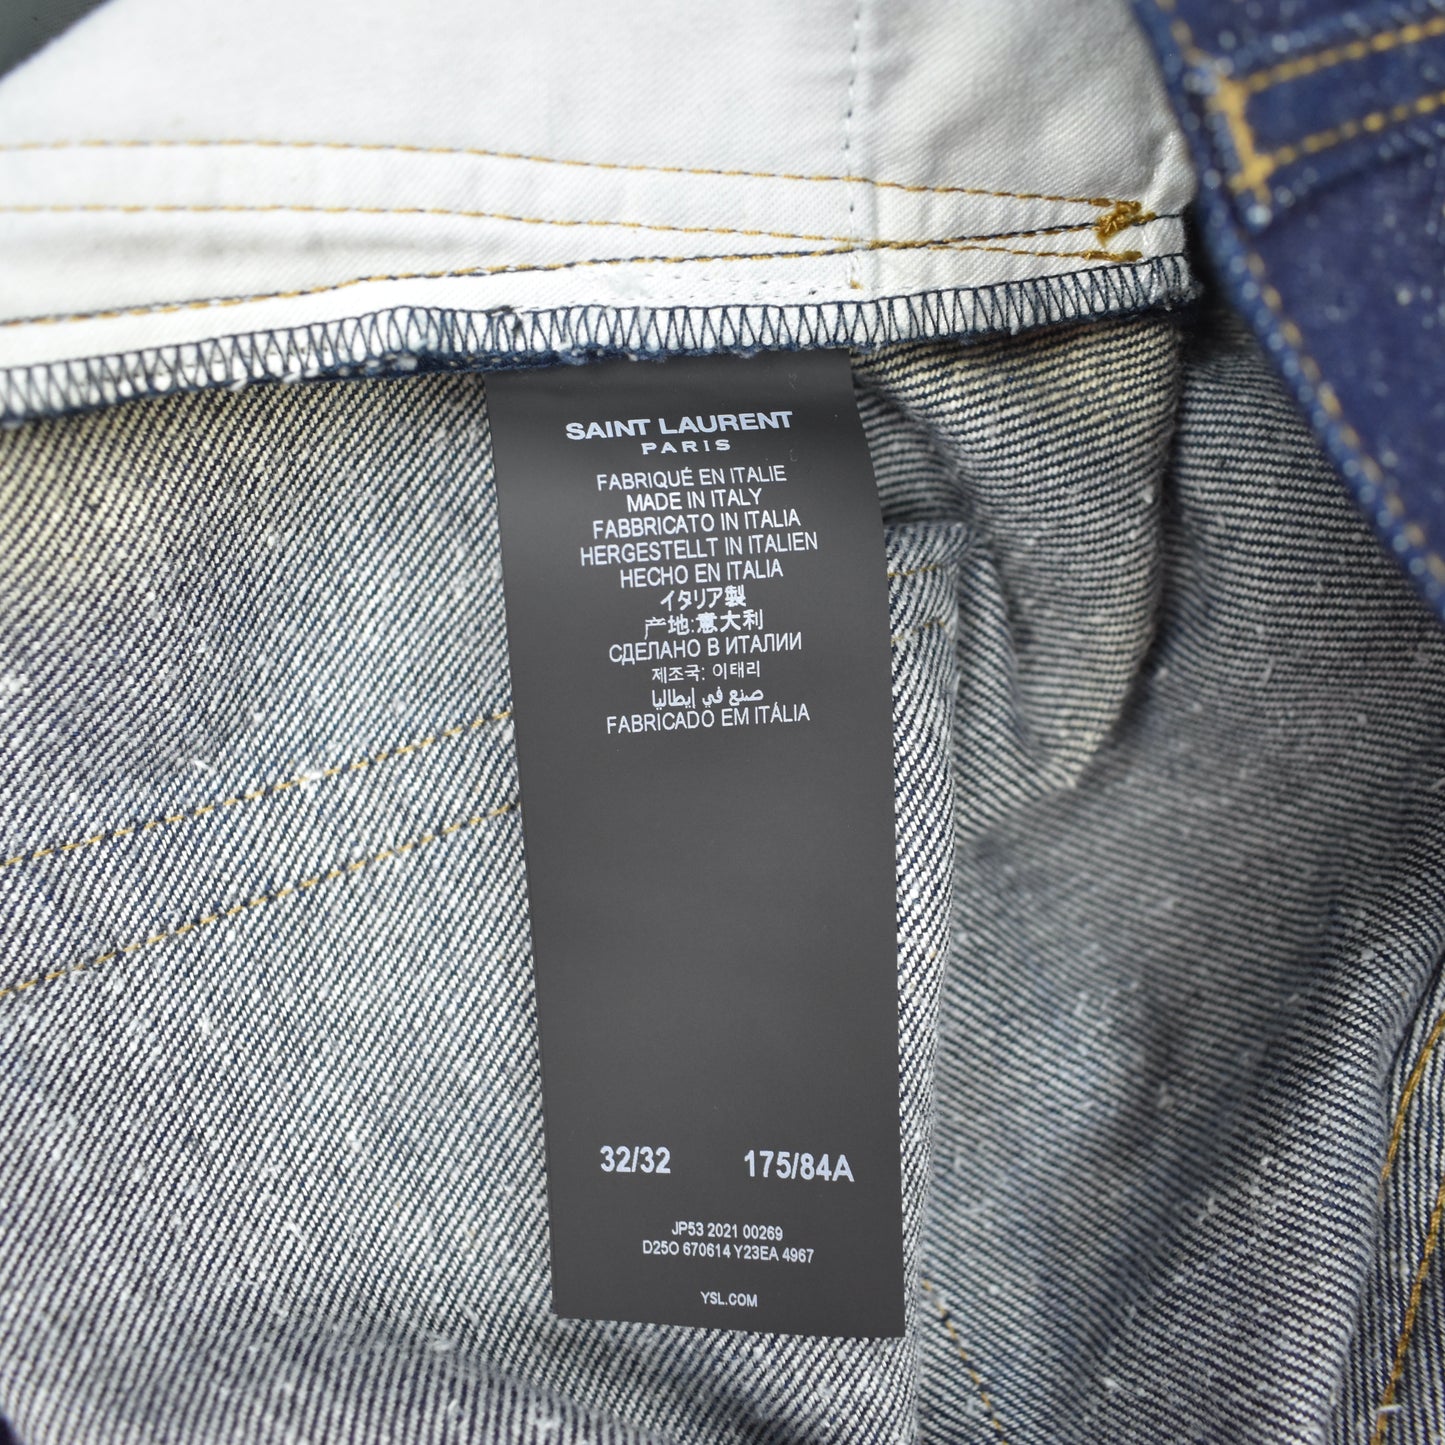 SAINT LAURENT
PARIS
FABRIQUÉ EN ITALIE
MADE IN ITALY
FABBRICATO IN ITALIA
HERGESTELLT IN ITALIEN
HECHO EN ITALIA
イタリア製
产地:意大利
СДЕЛАНО В ИТАЛИИ
제조국: 이태리
صنع في إيطاليا
FABRICADO EM ITÁLIA
32/32 175/84A
JP53 2021 00269
D25O 670614 Y23EA 4967
YSL.COM